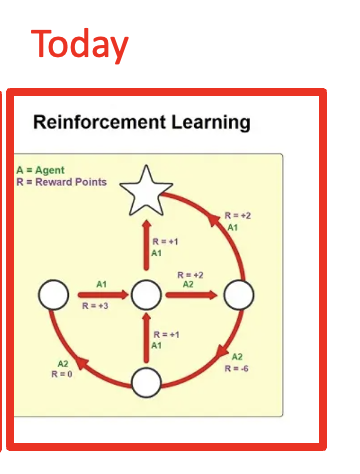 Today
Reinforcement Learning
A = Agent
R = Reward Points
R = +2
A1
R = +1
A1
A1
R = +3
R = +2
A2
R = +1
A1
A2
R = 0
A2
R = -6